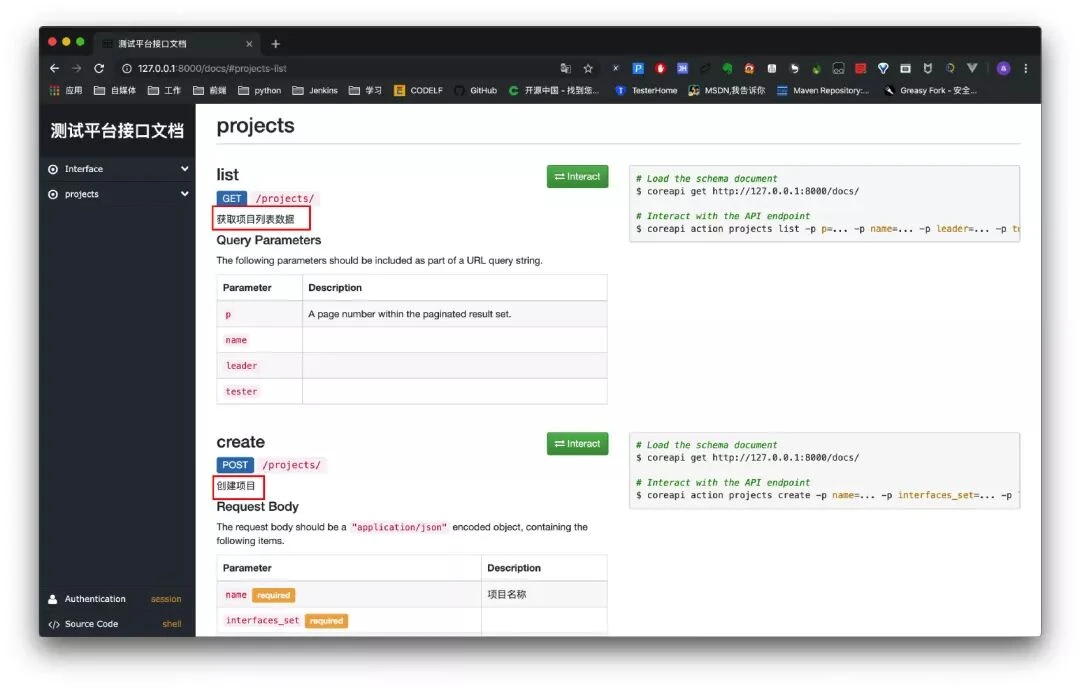 测试平台接口文档
127.0.0.1:8000/docs/#projects-list
应用 自媒体 工作 前端 python Jenkins 学习 CODELF GitHub 开源中国 - 找到您... TesterHome MSDN,我告诉你 Maven Repository:... Greasy Fork - 安全...
测试平台接口文档
Interface
projects
Authentication session
Source Code shell
projects
list
Interact
GET /projects/
获取项目列表数据
Query Parameters
The following parameters should be included as part of a URL query string.
Parameter Description
p A page number within the paginated result set.
name
leader
tester
# Load the schema document
$ coreapi get http://127.0.0.1:8000/docs/
# Interact with the API endpoint
$ coreapi action projects list -p p=... -p name=... -p leader=... -p
create
Interact
POST /projects/
创建项目
Request Body
The request body should be a "application/json" encoded object, containing the
following items.
Parameter Description
name required 项目名称
interfaces_set required
# Load the schema document
$ coreapi get http://127.0.0.1:8000/docs/
# Interact with the API endpoint
$ coreapi action projects create -p name=... -p interfaces_set=... -p